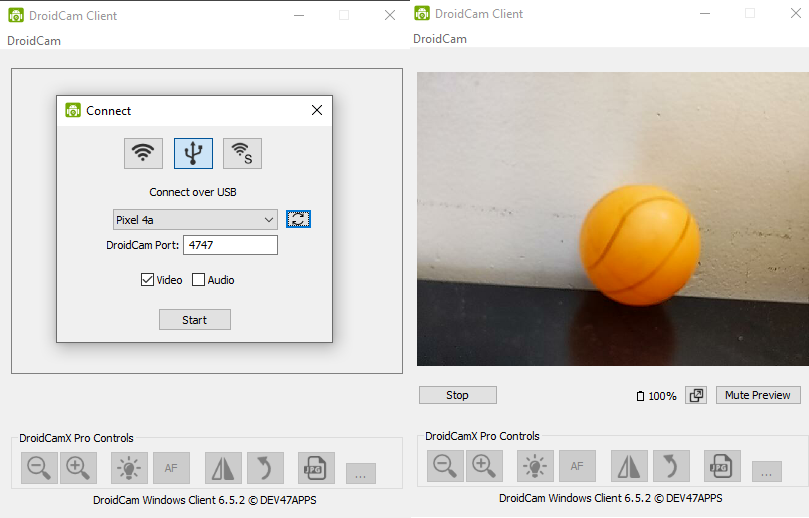 DroidCam Client
DroidCam
Connect
S
Connect over USB
Pixel 4a
DroidCam Port: 4747
Video Audio
Start
DroidCamX Pro Controls
AF
JPG
...
DroidCam Windows Client 6.5.2 © DEV47APPS
DroidCam Client
DroidCam
Stop
100%
Mute Preview
DroidCamX Pro Controls
AF
JPG
...
DroidCam Windows Client 6.5.2 © DEV47APPS